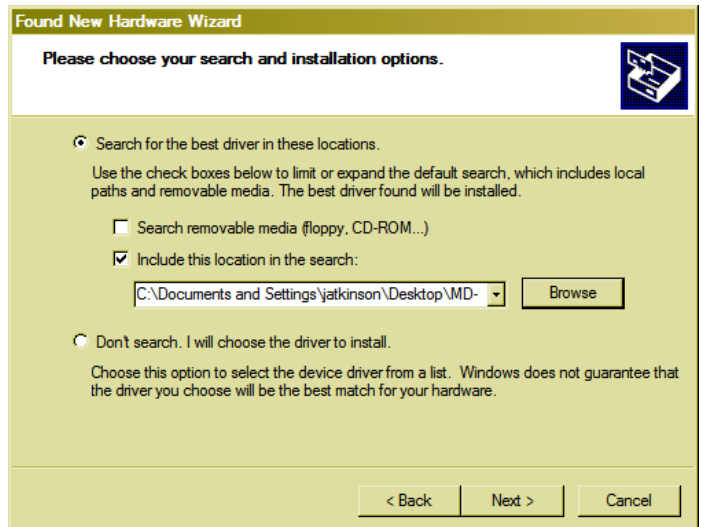 Found New Hardware Wizard
Please choose your search and installation options.
Search for the best driver in these locations.
Use the check boxes below to limit or expand the default search, which includes local
paths and removable media. The best driver found will be installed.
Search removable media (floppy, CD-ROM...)
Include this location in the search:
C:\Documents and Settings\jatkinson\Desktop\MD-
Browse
Don't search. I will choose the driver to install.
Choose this option to select the device driver from a list. Windows does not guarantee that
the driver you choose will be the best match for your hardware.
< Back
Next >
Cancel